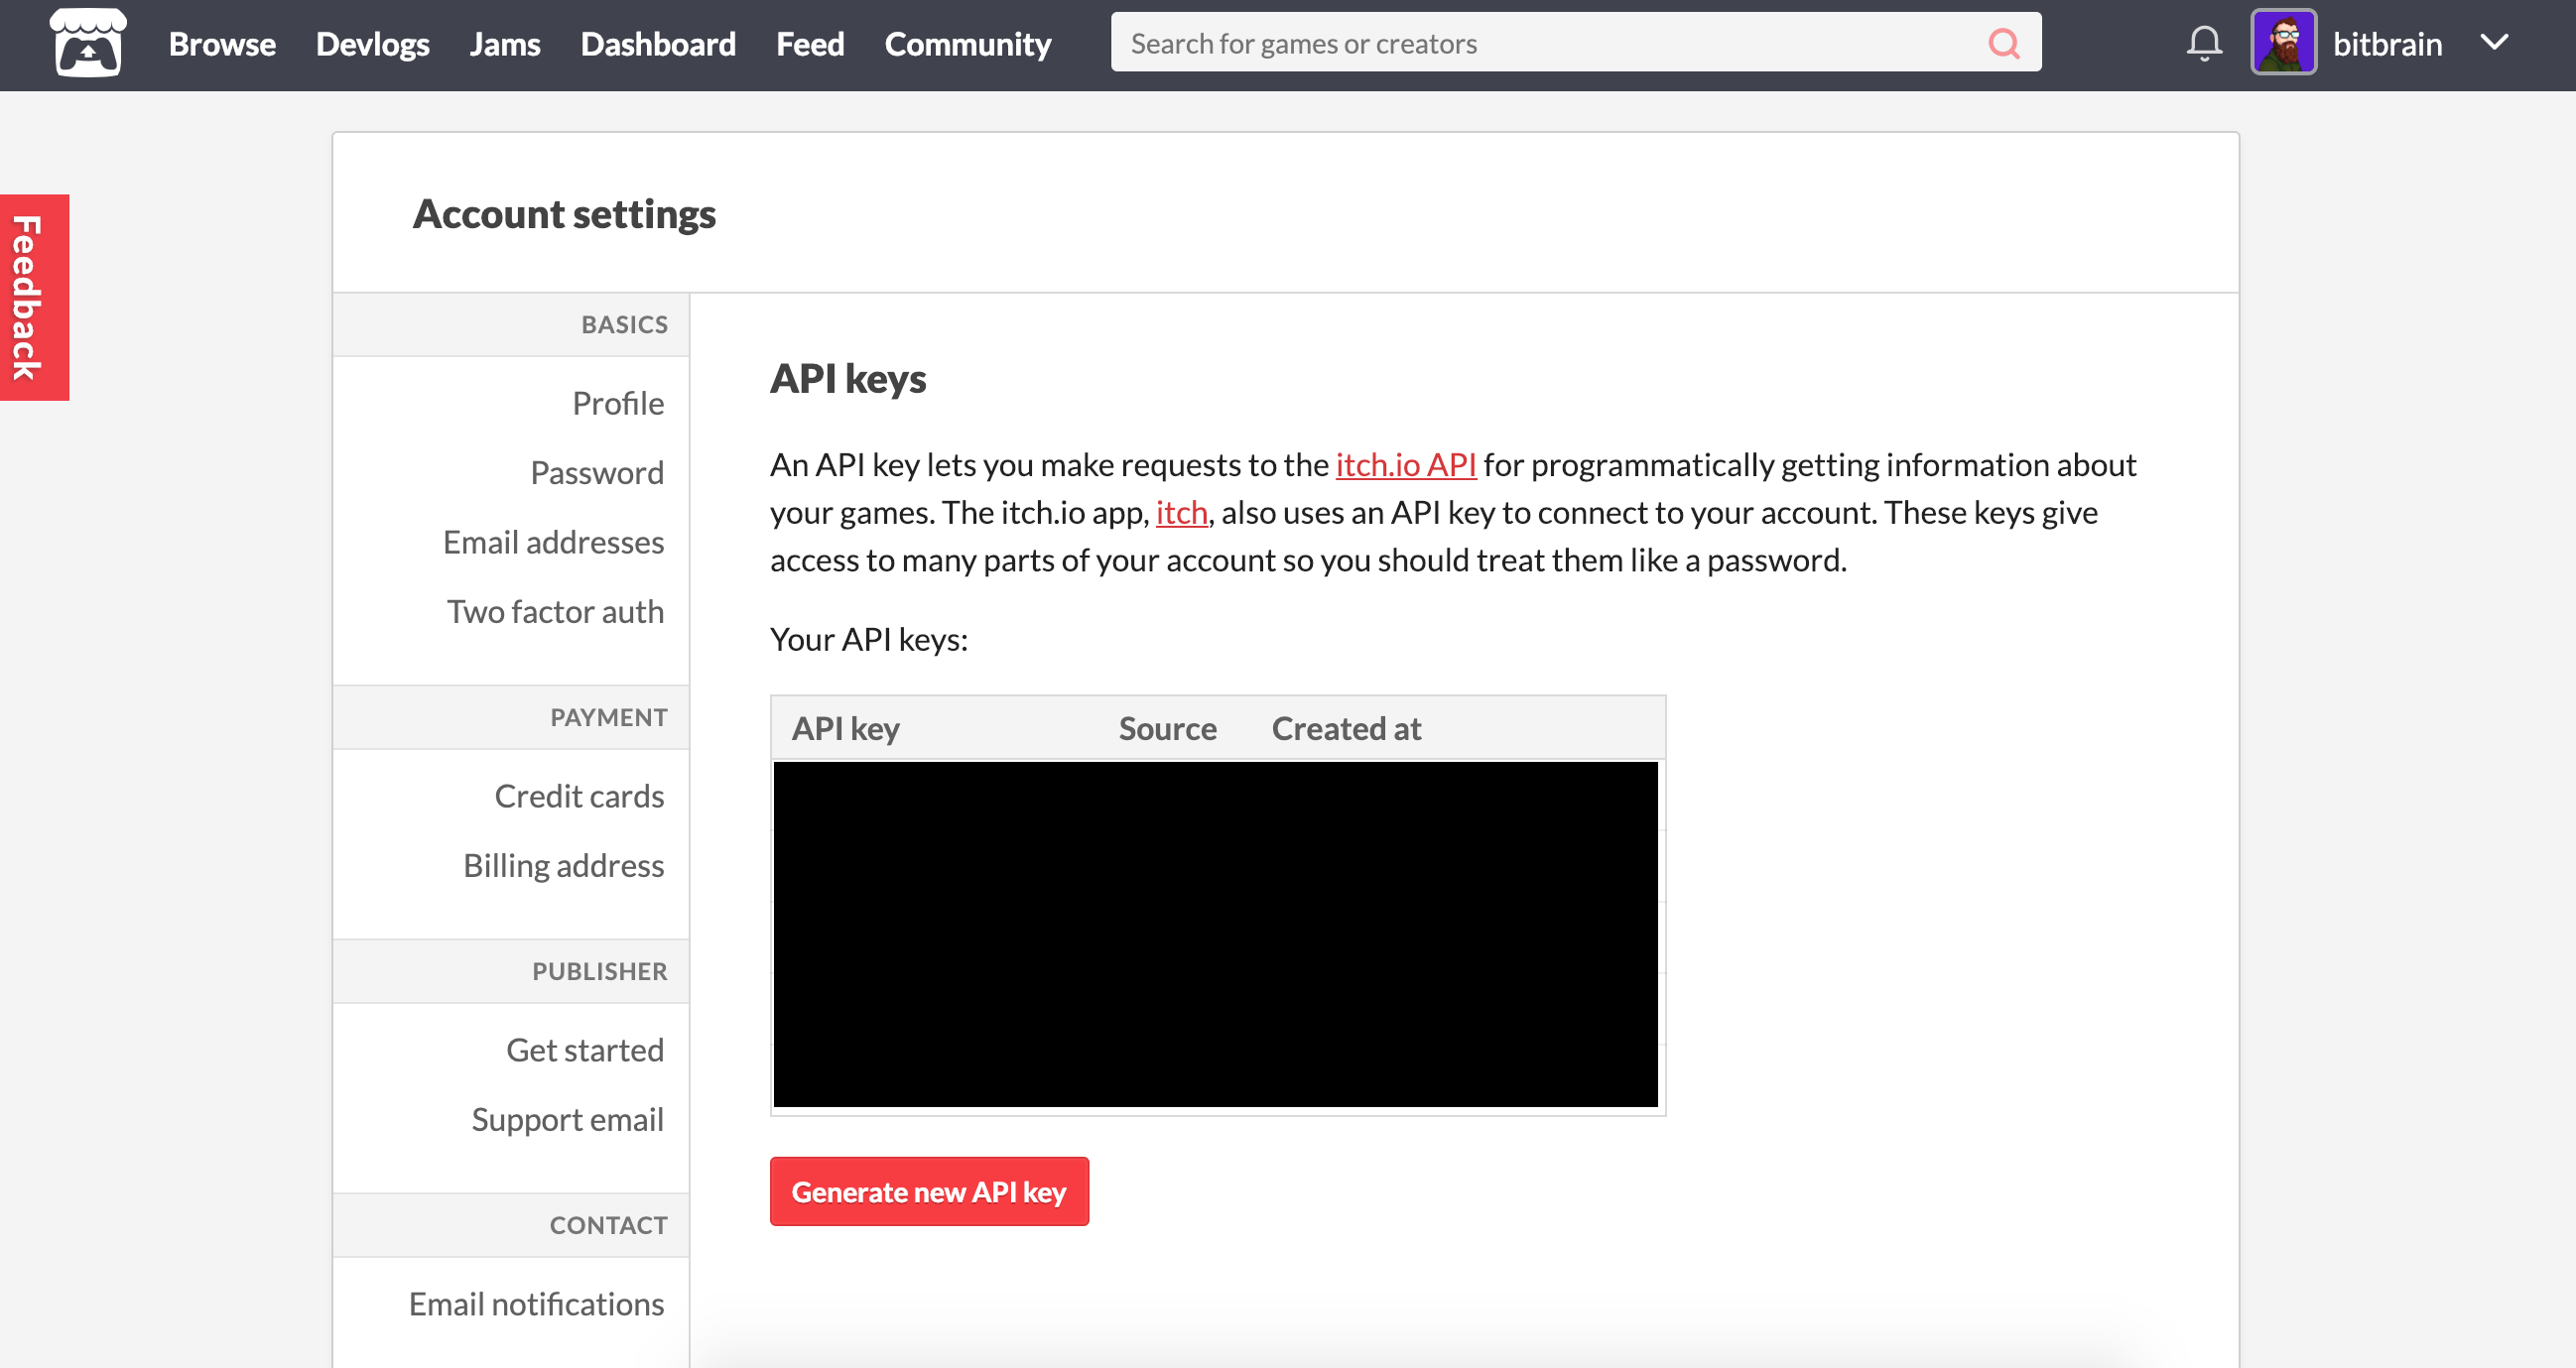 Browse Devlogs Jams Dashboard Feed Community Search for games or creators bitbrain
Feedback
Account settings
BASICS
Profile
Password
Email addresses
Two factor auth
PAYMENT
Credit cards
Billing address
PUBLISHER
Get started
Support email
CONTACT
Email notifications
API keys
An API key lets you make requests to the itch.io API for programmatically getting information about
your games. The itch.io app, itch, also uses an API key to connect to your account. These keys give
access to many parts of your account so you should treat them like a password.
Your API keys:
API key Source Created at
Generate new API key